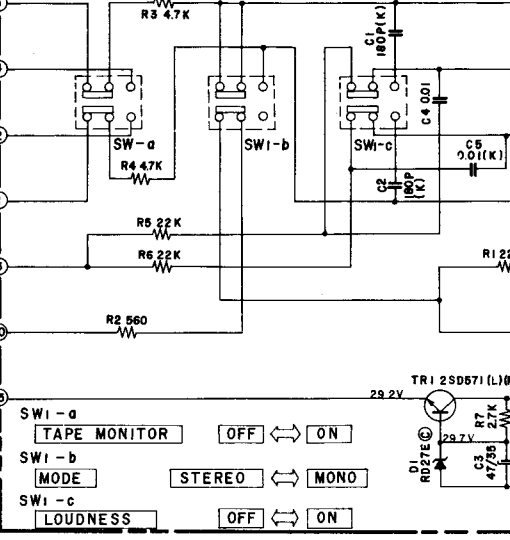 R3 4.7K
C1
180P(K)
C4 0.01
SW-a
SW1-b
SW1-c
C5
0.01(K)
R4 4.7K
C2
180P
(K)
R5 22K
R6 22K
R1 22
R2 560
TR1 2SD571(L)
29.2V
R7
2.7K
29.7V
C
D1
RD27E
C3
47/35
SW1-a
TAPE MONITOR OFF ⇔ ON
SW1-b
MODE STEREO ⇔ MONO
SW1-c
LOUDNESS OFF ⇔ ON